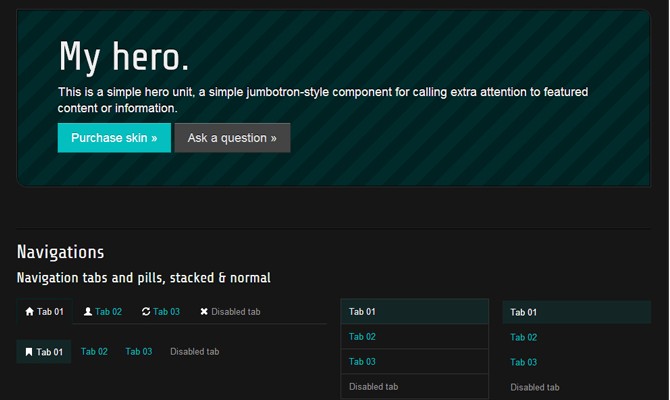 My hero.
This is a simple hero unit, a simple jumbotron-style component for calling extra attention to featured
content or information.
Purchase skin » Ask a question »
Navigations
Navigation tabs and pills, stacked & normal
Tab 01 Tab 02 Tab 03 Disabled tab
Tab 01 Tab 02 Tab 03 Disabled tab
Tab 01
Tab 02
Tab 03
Disabled tab
Tab 01
Tab 02
Tab 03
Disabled tab